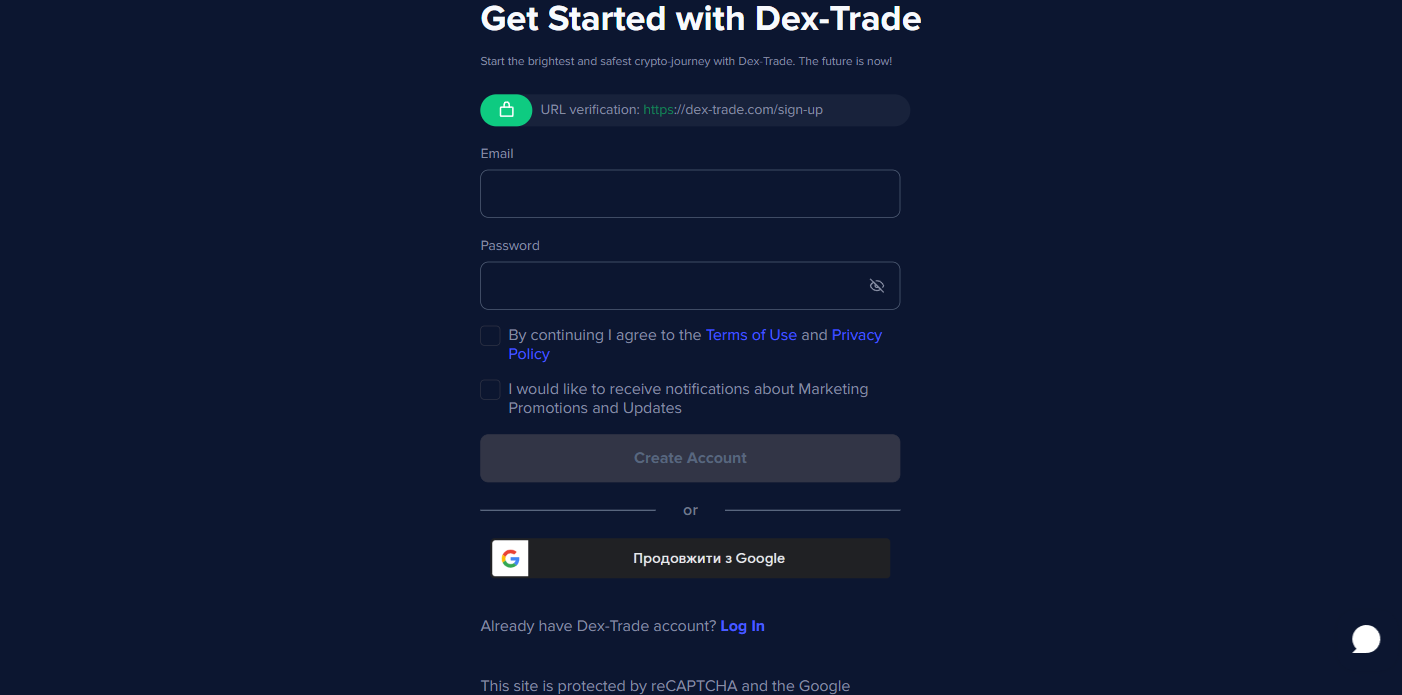 Get Started with Dex-Trade
Start the brightest and safest crypto-journey with Dex-Trade. The future is now!
URL verification: https://dex-trade.com/sign-up
Email
Password
By continuing I agree to the Terms of Use and Privacy
Policy
I would like to receive notifications about Marketing
Promotions and Updates
Create Account
or
Продовжити з Google
Already have Dex-Trade account? Log In
This site is protected by reCAPTCHA and the Google